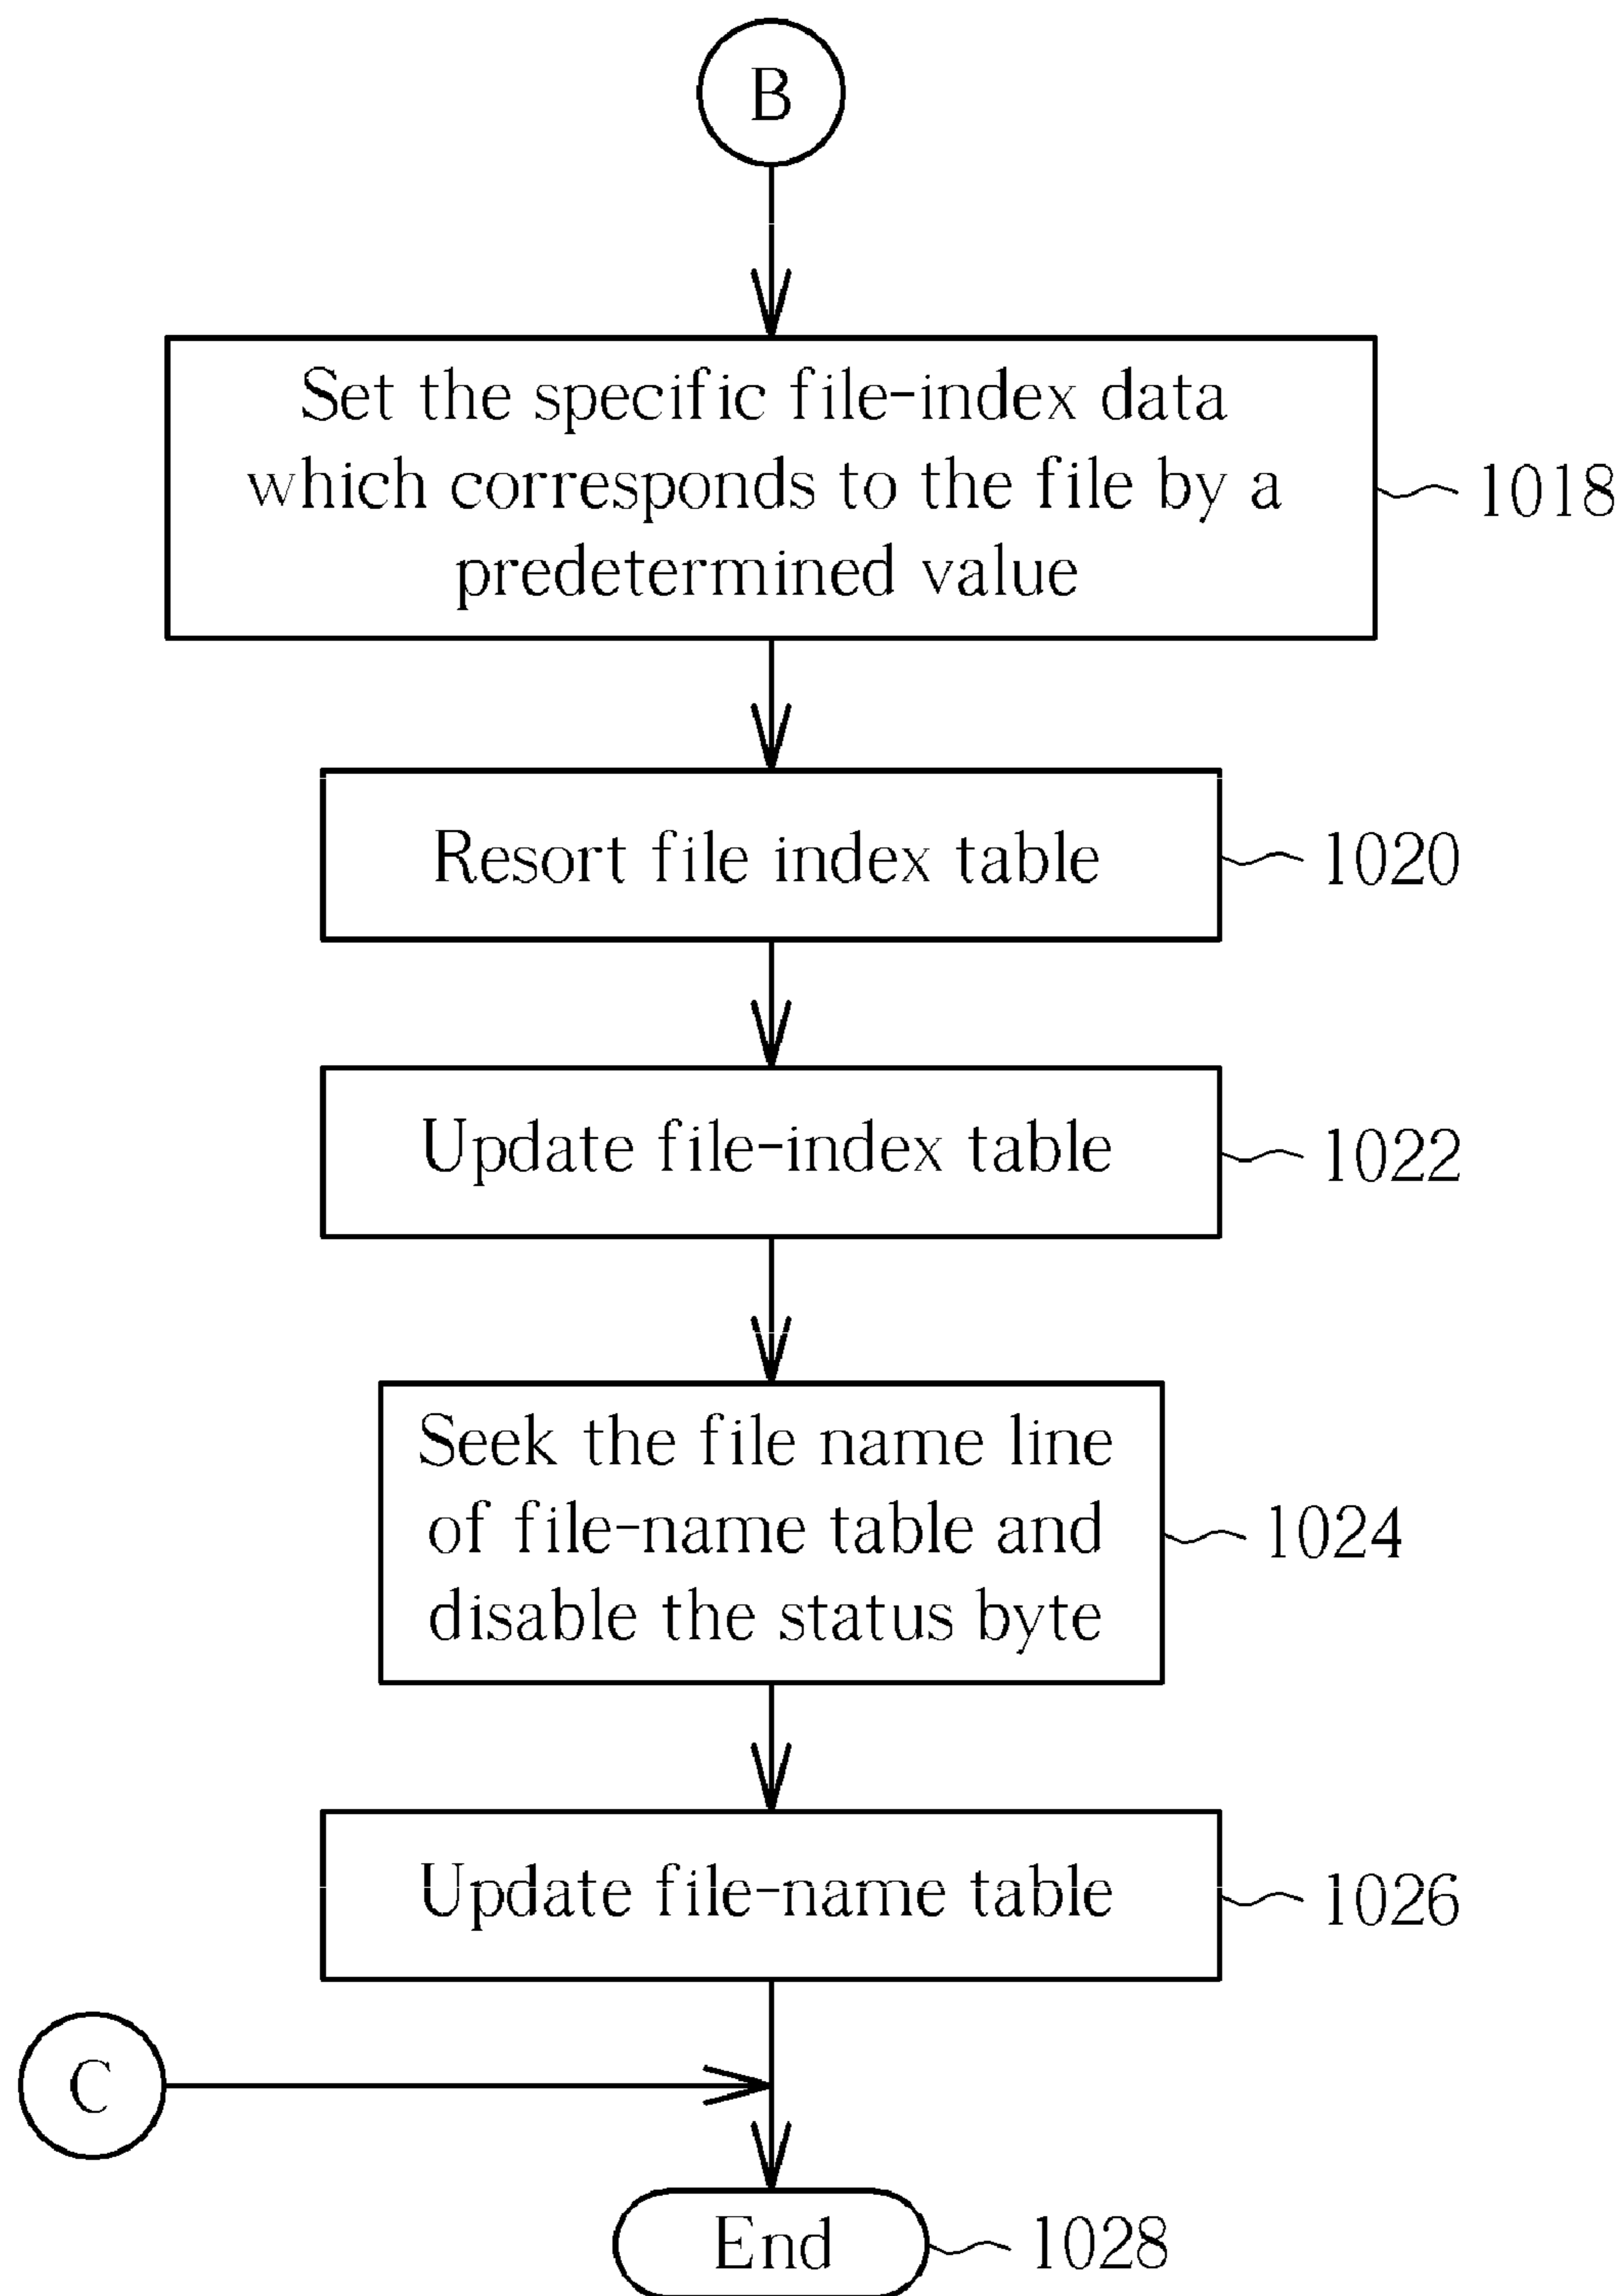 B
Set the specific file-index data
which corresponds to the file by a
predetermined value
1018
Resort file index table
1020
Update file-index table
1022
Seek the file name line
of file-name table and
disable the status byte
1024
Update file-name table
1026
C
End
1028